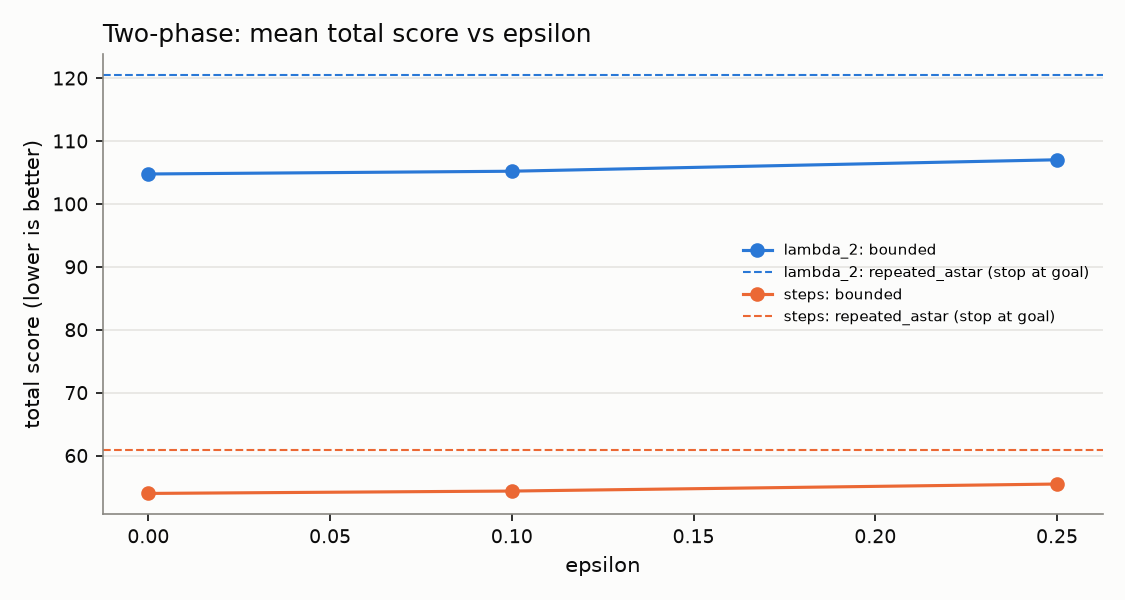 Two-phase: mean total score vs epsilon
total score (lower is better)
120
110
100
90
80
70
60
lambda_2: bounded
lambda_2: repeated_astar (stop at goal)
steps: bounded
steps: repeated_astar (stop at goal)
0.00 0.05 0.10 0.15 0.20 0.25
epsilon